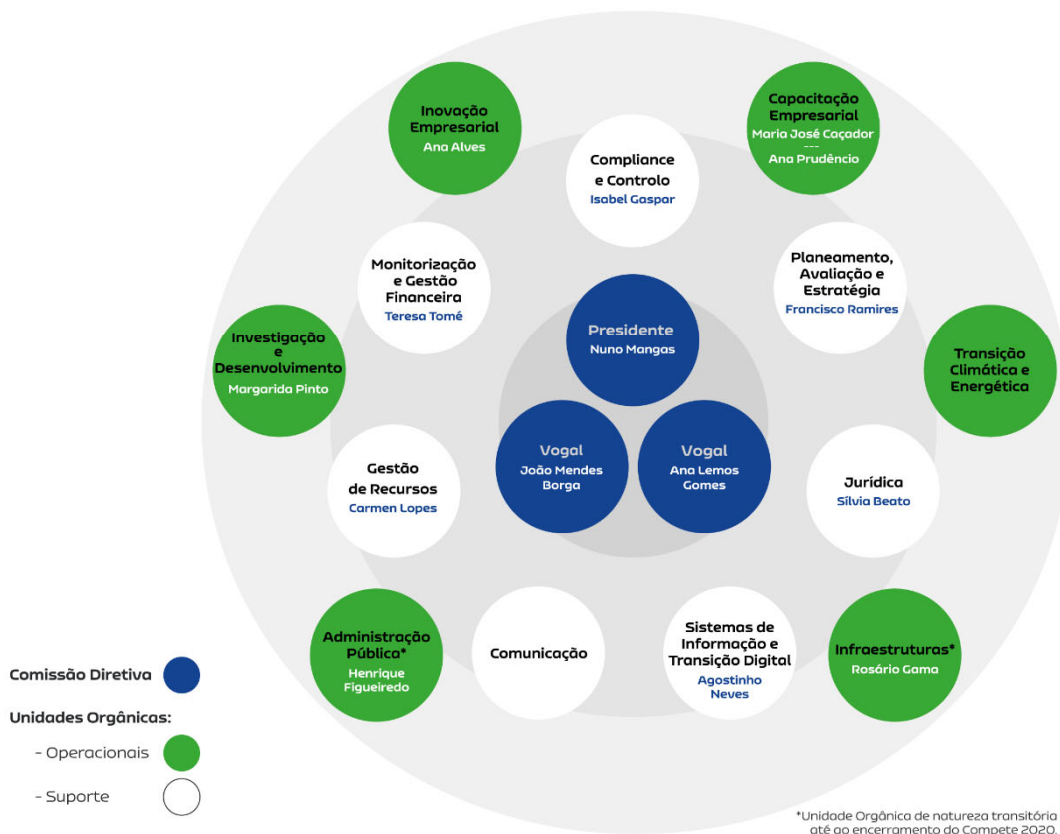 Inovação
Empresarial
Ana Alves
Capacitação
Empresarial
Maria José Caçador
---
Ana Prudêncio
Compliance
e Controlo
Isabel Gaspar
Monitorização
e Gestão
Financeira
Teresa Tomé
Planeamento,
Avaliação e
Estratégia
Francisco Ramires
Presidente
Nuno Mangas
Investigação
e
Desenvolvimento
Margarida Pinto
Transição
Climática e
Energética
Vogal
João Mendes
Borga
Vogal
Ana Lemos
Gomes
Gestão
de Recursos
Carmen Lopes
Jurídica
Sílvia Beato
Administração
Pública*
Henrique
Figueiredo
Comunicação
Sistemas de
Informação e
Transição Digital
Agostinho
Neves
Infraestruturas*
Rosário Gama
Comissão Diretiva
Unidades Orgânicas:
- Operacionais
- Suporte
*Unidade Orgânica de natureza transitória
até ao encerramento do Compete 2020.